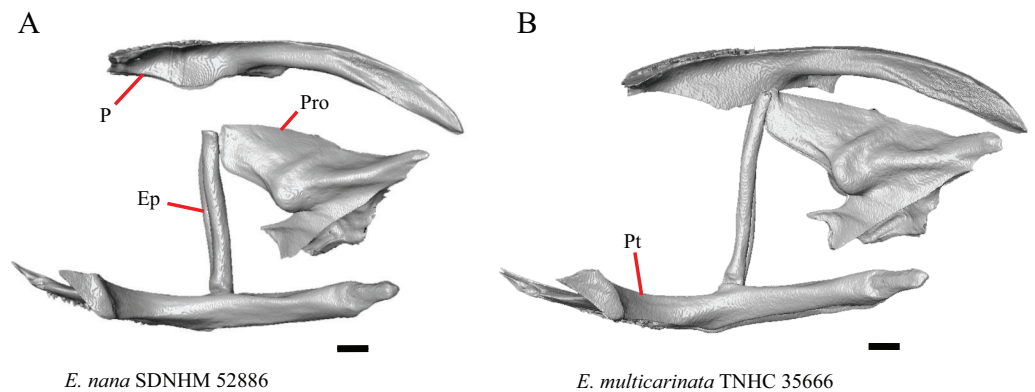 A
B
P
Pro
Ep
Pt
E. nana SDNHM 52886
E. multicarinata TNHC 35666